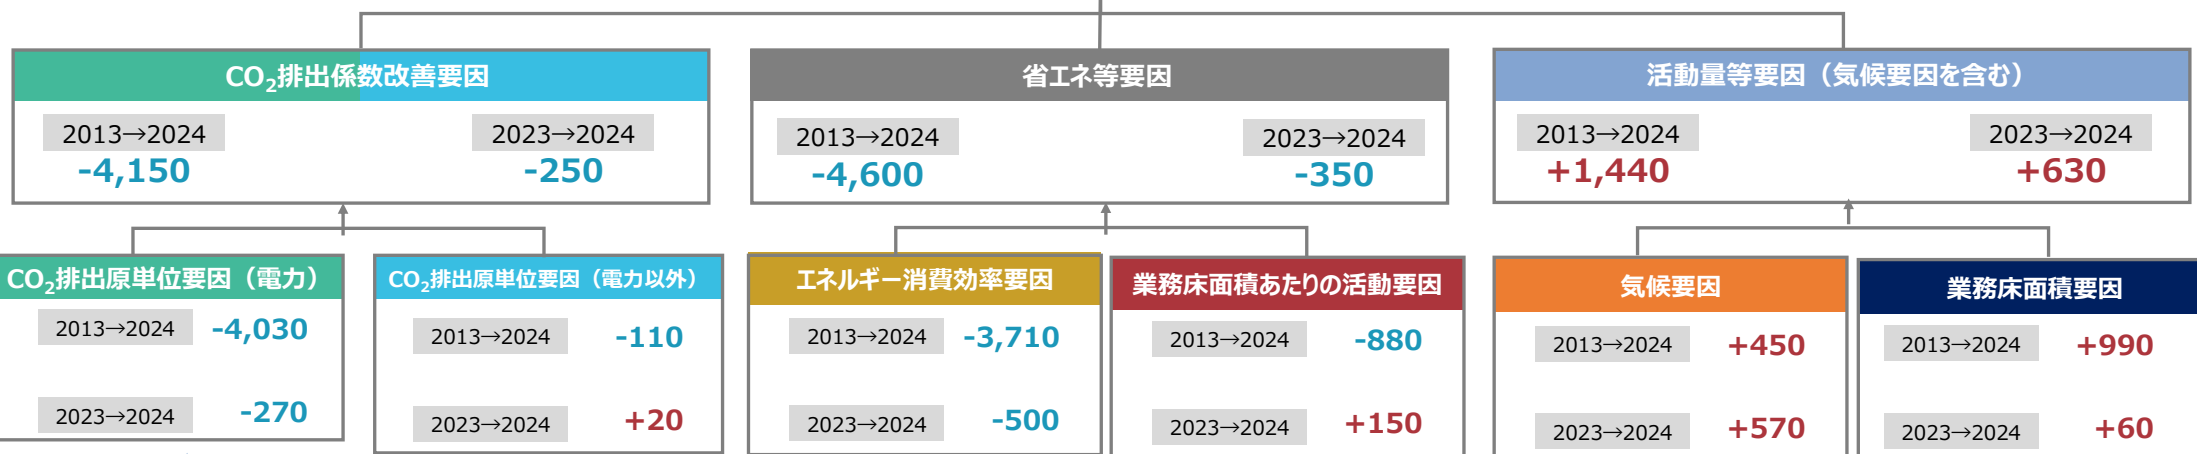 CO₂排出係数改善要因
2013→2024
2023→2024
-4,150
-250
省エネ等要因
2013→2024
2023→2024
-4,600
-350
活動量等要因（気候要因を含む）
2013→2024
2023→2024
+1,440
+630
CO₂排出原単位要因（電力）
2013→2024 -4,030
2023→2024 -270
CO₂排出原単位要因（電力以外）
2013→2024 -110
2023→2024 +20
エネルギー消費効率要因
2013→2024 -3,710
2023→2024 -500
業務床面積あたりの活動要因
2013→2024 -880
2023→2024 +150
気候要因
2013→2024 +450
2023→2024 +570
業務床面積要因
2013→2024 +990
2023→2024 +60